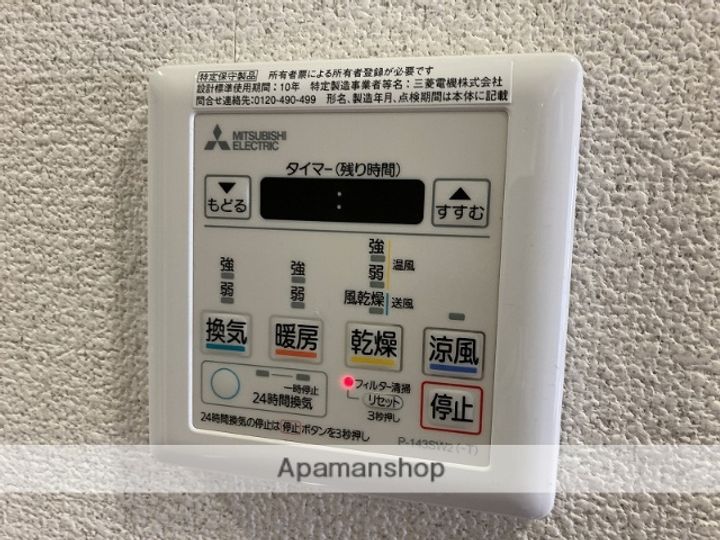 特定保守製品 所有者票による所有者登録が必要です
設計標準使用期間：10年 特定製造事業者等名：三菱電機株式会社
問合せ連絡先：0120-490-499 形名、製造年月、点検期間は本体に記載
MITSUBISHI
ELECTRIC
タイマー（残り時間）
▼
もどる
:
▲
すすむ
強
弱
強
弱
強
弱
温風
風乾燥
送風
換気
暖房
乾燥
涼風
一時停止
24時間換気
フィルター清掃
リセット
3秒押し
停止
24時間換気の停止は停止ボタンを3秒押し
P-143SW2(-T)
Apamanshop